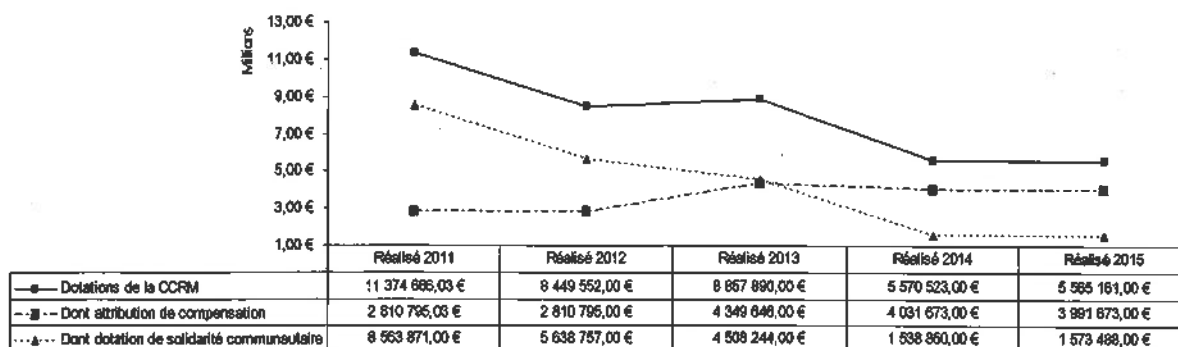 Millions
13,00 €
11,00 €
9,00 €
7,00 €
5,00 €
3,00 €
1,00 €
Réalisé 2011 Réalisé 2012 Réalisé 2013 Réalisé 2014 Réalisé 2015
Dotations de la CCRM 11 374 666,03 € 8 449 552,00 € 8 857 890,00 € 5 570 523,00 € 5 565 161,00 €
Dont attribution de compensation 2 810 795,03 € 2 810 795,00 € 4 349 646,00 € 4 031 673,00 € 3 991 673,00 €
Dont dotation de solidarité communautaire 8 563 871,00 € 5 638 757,00 € 4 508 244,00 € 1 538 850,00 € 1 573 488,00 €